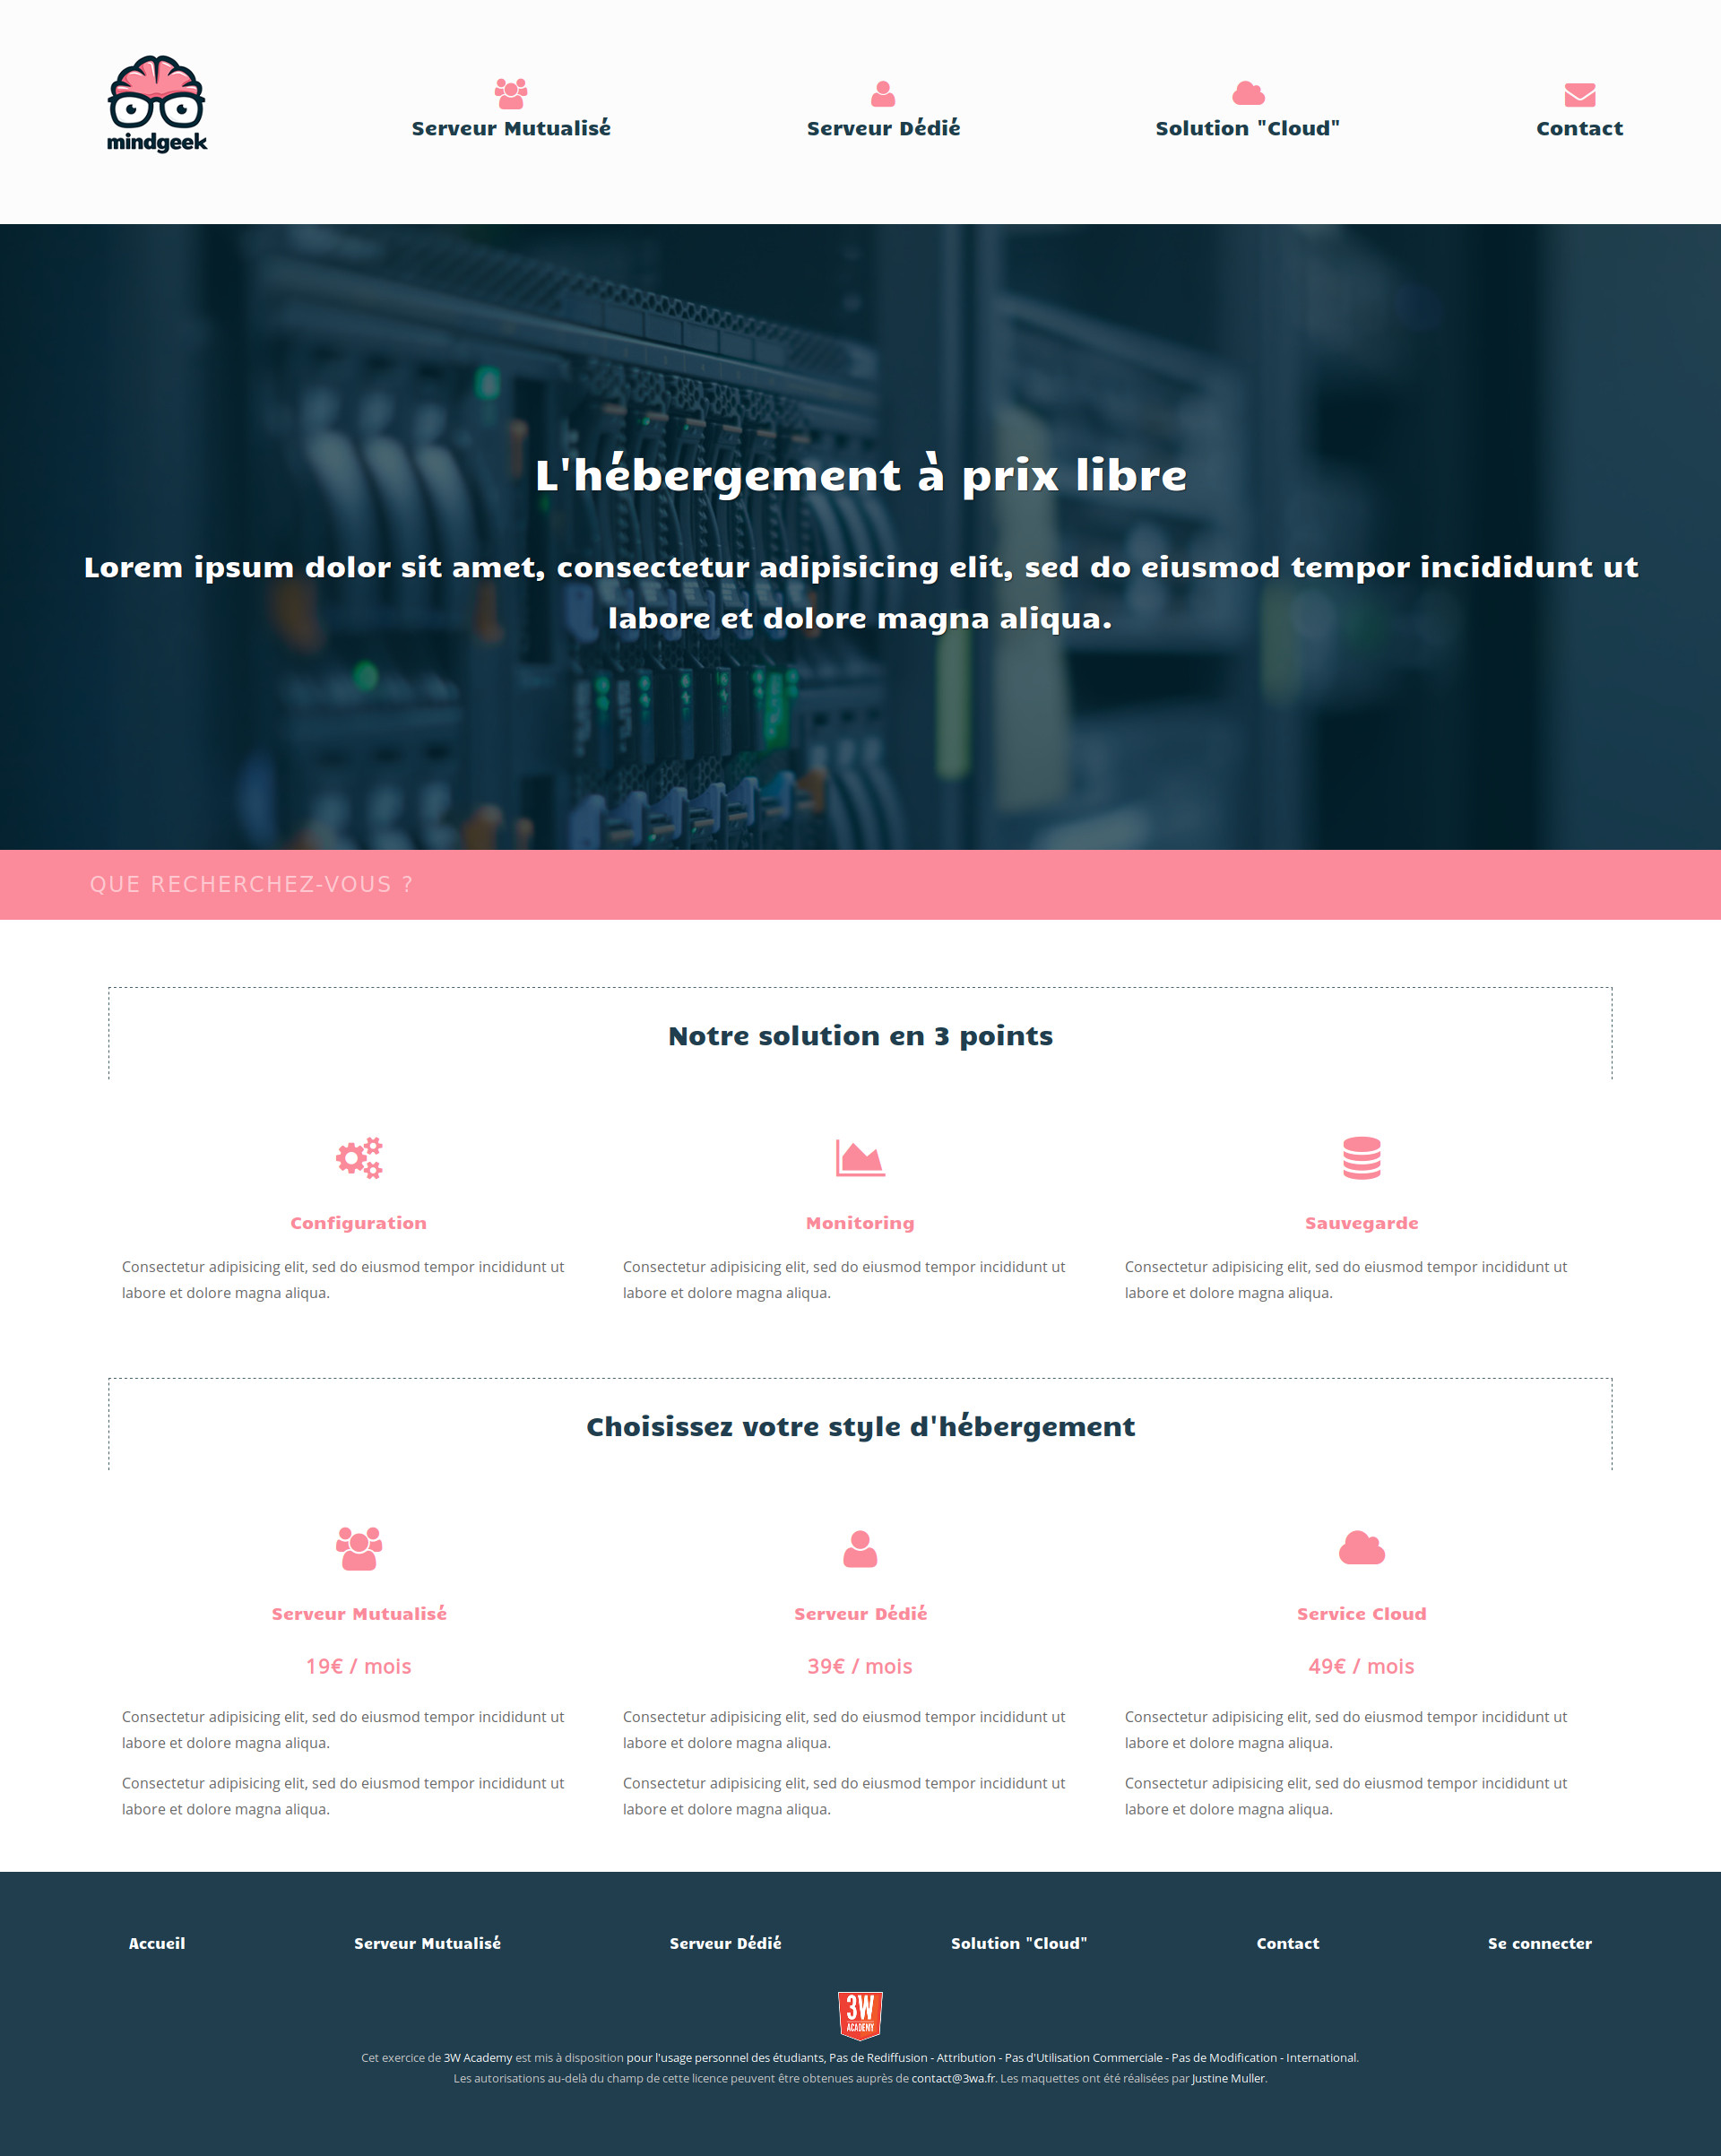 mindgeek
Serveur Mutualisé
Serveur Dédié
Solution "Cloud"
Contact
L'hébergement à prix libre
Lorem ipsum dolor sit amet, consectetur adipisicing elit, sed do eiusmod tempor incididunt ut
labore et dolore magna aliqua.
QUE RECHERCHEZ-VOUS ?
Notre solution en 3 points
Configuration
Consectetur adipisicing elit, sed do eiusmod tempor incididunt ut
labore et dolore magna aliqua.
Monitoring
Consectetur adipisicing elit, sed do eiusmod tempor incididunt ut
labore et dolore magna aliqua.
Sauvegarde
Consectetur adipisicing elit, sed do eiusmod tempor incididunt ut
labore et dolore magna aliqua.
Choisissez votre style d'hébergement
Serveur Mutualisé
19€ / mois
Consectetur adipisicing elit, sed do eiusmod tempor incididunt ut
labore et dolore magna aliqua.
Consectetur adipisicing elit, sed do eiusmod tempor incididunt ut
labore et dolore magna aliqua.
Serveur Dédié
39€ / mois
Consectetur adipisicing elit, sed do eiusmod tempor incididunt ut
labore et dolore magna aliqua.
Consectetur adipisicing elit, sed do eiusmod tempor incididunt ut
labore et dolore magna aliqua.
Service Cloud
49€ / mois
Consectetur adipisicing elit, sed do eiusmod tempor incididunt ut
labore et dolore magna aliqua.
Consectetur adipisicing elit, sed do eiusmod tempor incididunt ut
labore et dolore magna aliqua.
Accueil
Serveur Mutualisé
Serveur Dédié
Solution "Cloud"
Contact
Se connecter
3W
ACADEMY
Cet exercice de 3W Academy est mis à disposition pour l'usage personnel des étudiants, Pas de Rediffusion - Attribution - Pas d'Utilisation Commerciale - Pas de Modification - International.
Les autorisations au-delà du champ de cette licence peuvent être obtenues auprès de contact@3wa.fr. Les maquettes ont été réalisées par Justine Muller.